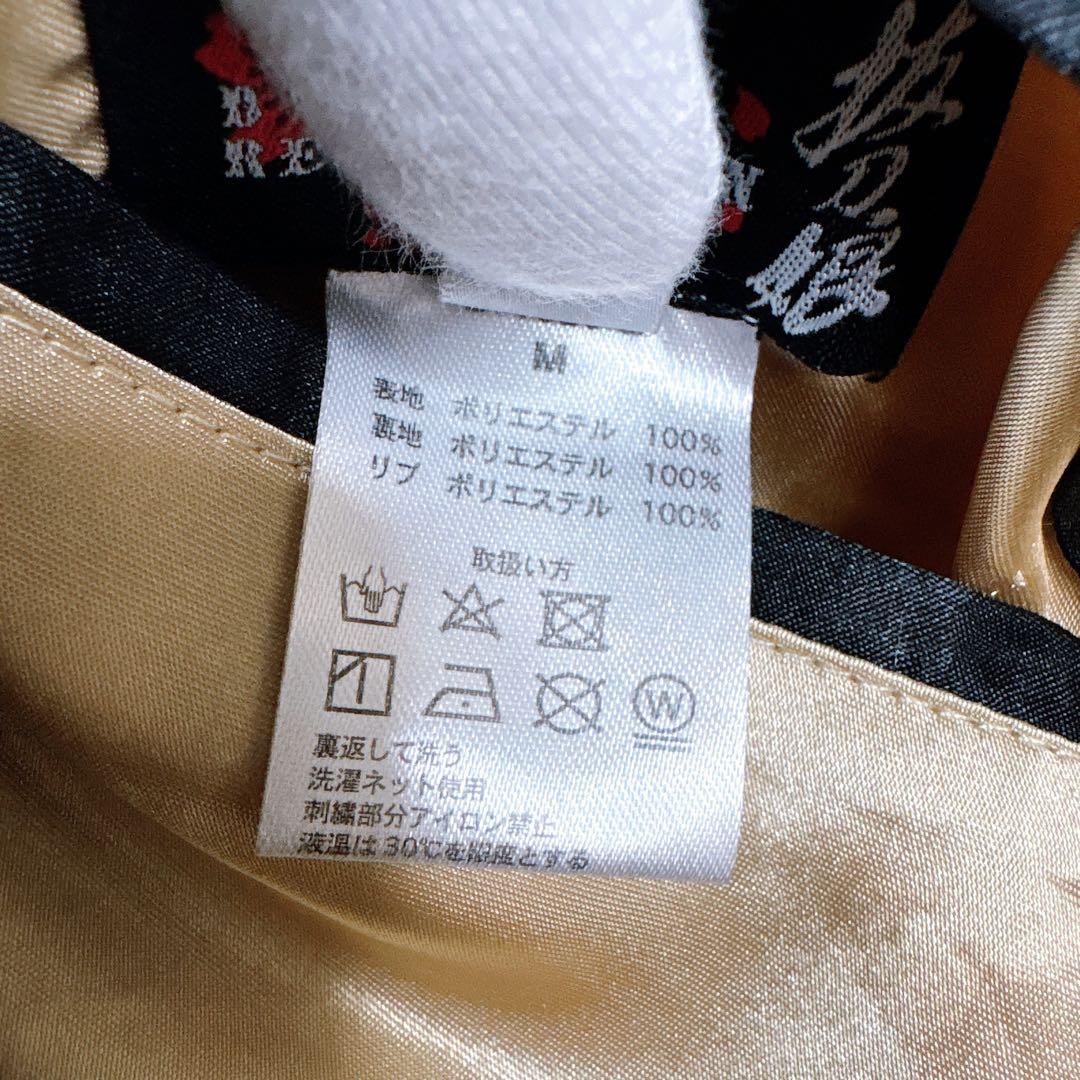 抜刀娘
M
表地 ポリエステル 100%
裏地 ポリエステル 100%
リブ ポリエステル 100%
取扱い方
W
裏返して洗う
洗濯ネット使用
刺繍部分アイロン禁止
液温は30℃を限度とする